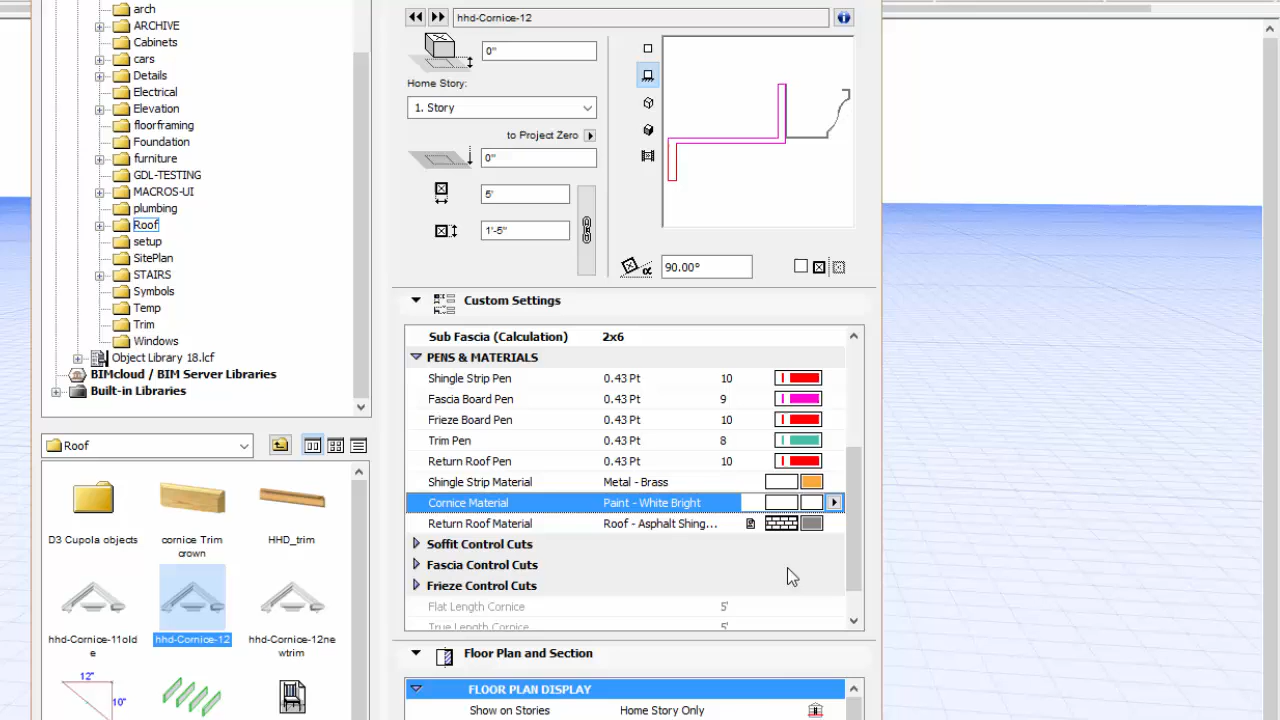 arch
ARCHIVE
Cabinets
cars
Details
Electrical
Elevation
floorframing
Foundation
furniture
GDL-TESTING
MACROS-UI
plumbing
Roof
setup
SitePlan
STAIRS
Symbols
Temp
Trim
Windows
Object Library 18.lcf
BIMcloud / BIM Server Libraries
Built-in Libraries
Roof
D3 Cupola objects
cornice Trim crown
HHD_trim
hhd-Cornice-11olde
hhd-Cornice-12
hhd-Cornice-12newtrim
12"
10"
hhd-Cornice-12
0"
Home Story:
1. Story
to Project Zero
0"
5'
1'-5"
α 90.00°
Custom Settings
Sub Fascia (Calculation) 2x6
PENS & MATERIALS
Shingle Strip Pen 0.43 Pt 10
Fascia Board Pen 0.43 Pt 9
Frieze Board Pen 0.43 Pt 10
Trim Pen 0.43 Pt 8
Return Roof Pen 0.43 Pt 10
Shingle Strip Material Metal - Brass
Cornice Material Paint - White Bright
Return Roof Material Roof - Asphalt Shing...
Soffit Control Cuts
Fascia Control Cuts
Frieze Control Cuts
Flat Length Cornice 5'
True Length Cornice 5'
Floor Plan and Section
FLOOR PLAN DISPLAY
Show on Stories Home Story Only